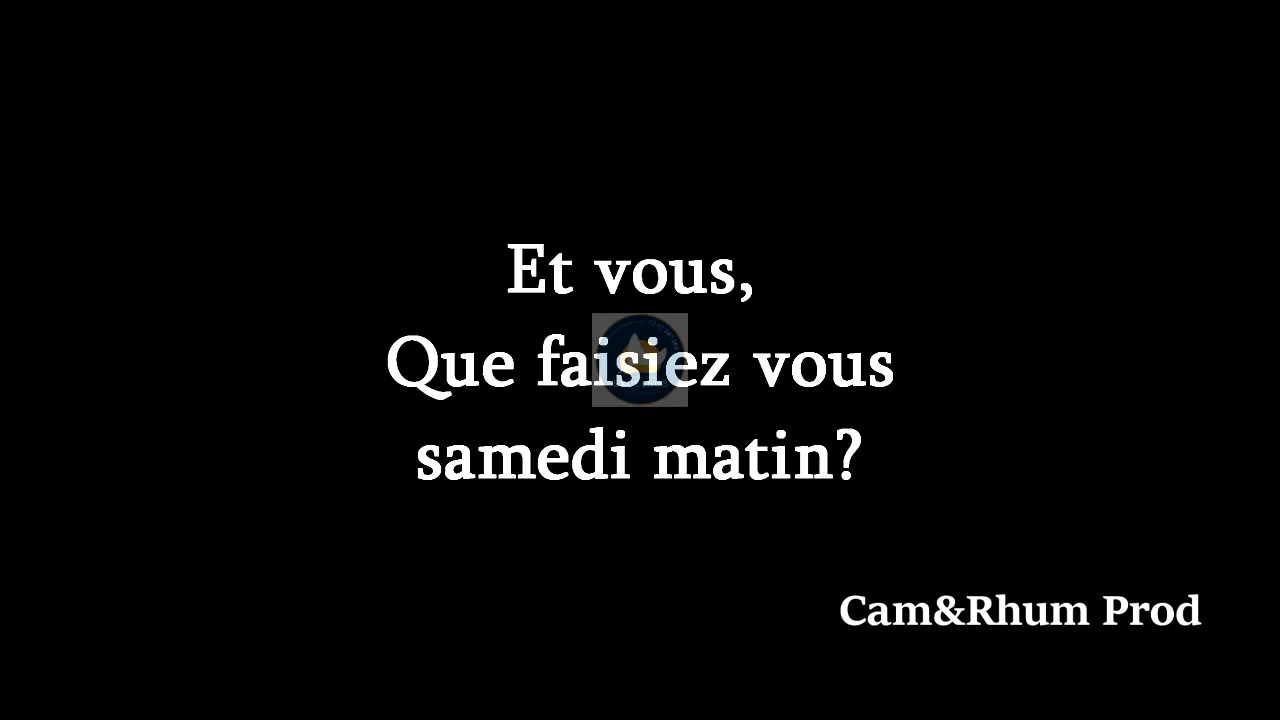 Et vous,
Que faisiez vous
samedi matin?
Cam&Rhum Prod